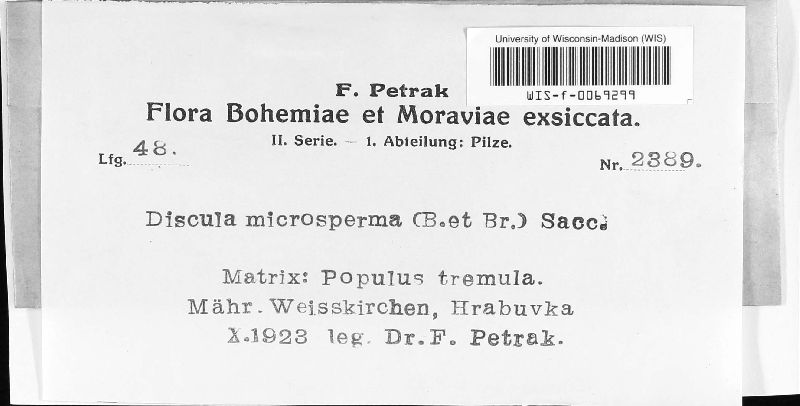 University of Wisconsin-Madison (WIS)
WIS-f-0069299
F. Petrak
Flora Bohemiae et Moraviae exsiccata.
II. Serie. — 1. Abteilung: Pilze.
Lfg. 48.
Nr. 2389.
Discula microsperma (B.et Br.) Sacc.
Matrix: Populus tremula.
Mähr. Weisskirchen, Hrabuvka
X.1923 leg. Dr. F. Petrak.